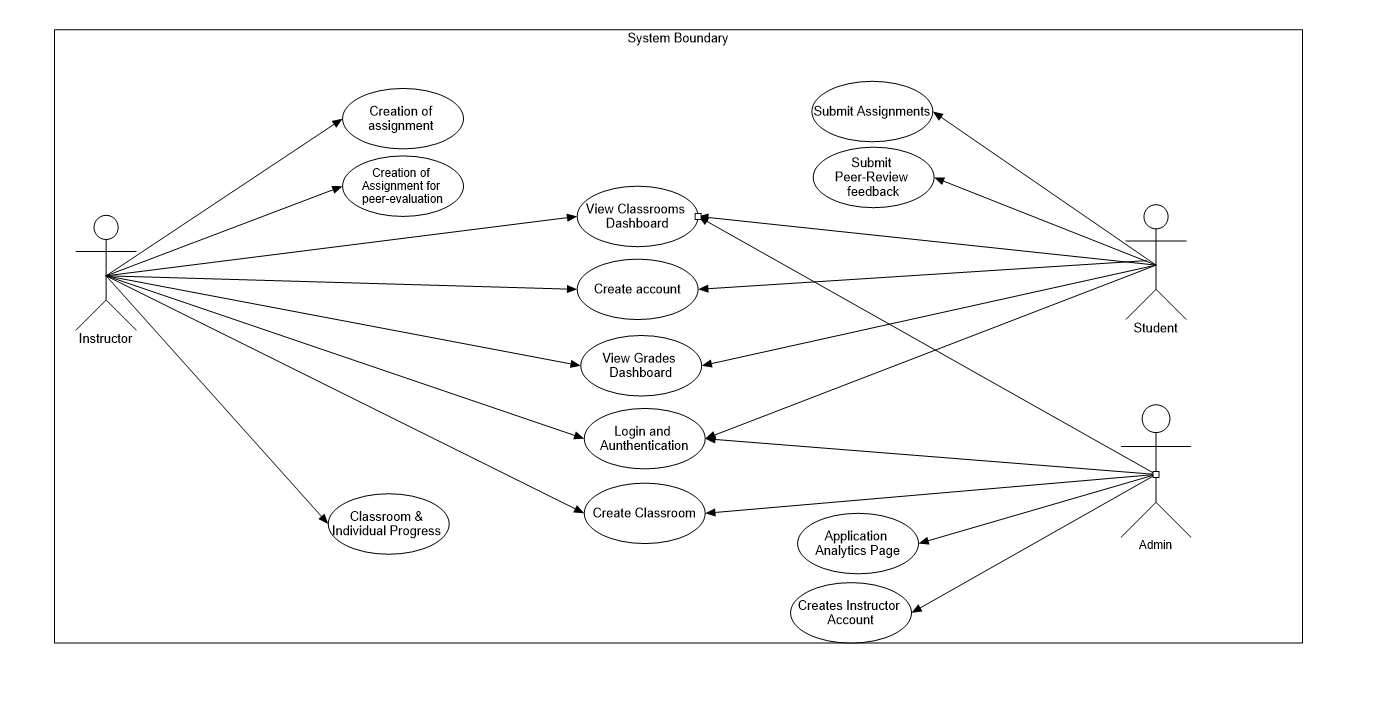 System Boundary
Creation of
assignment
Creation of
Assignment for
peer-evaluation
Submit Assignments
Submit
Peer-Review
feedback
View Classrooms
Dashboard
Create account
Instructor
Student
View Grades
Dashboard
Login and
Aunthentication
Create Classroom
Classroom &
Individual Progress
Application
Analytics Page
Admin
Creates Instructor
Account